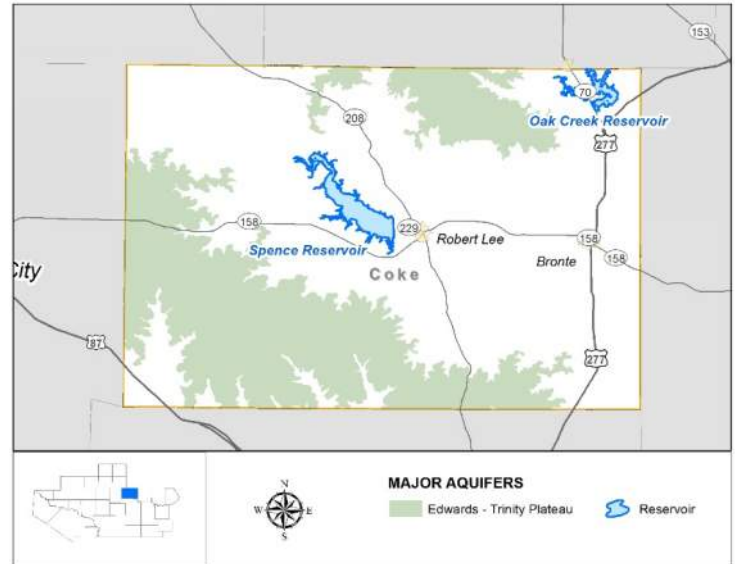 153
70
Oak Creek Reservoir
208
277
158
229
Robert Lee
158
Spence Reservoir
Bronte
158
City
Coke
87
277
N
W E
S
MAJOR AQUIFERS
Edwards - Trinity Plateau
Reservoir